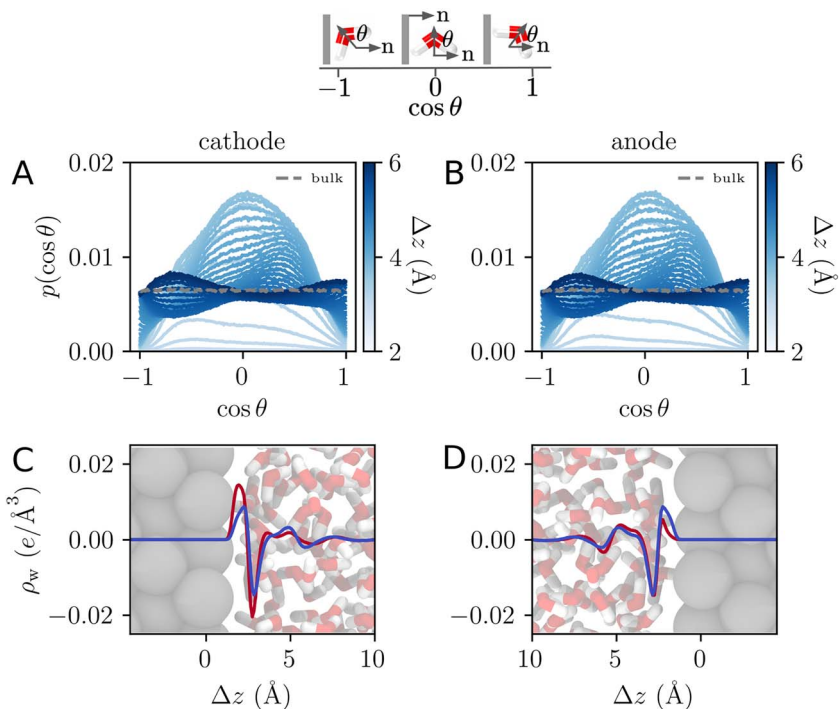 n
θ n
θ
n
θ
n
−1 0 1
cos θ
cathode
A
0.02
0.01
0.00
p(cos θ)
bulk
−1 0 1
cos θ
6
4
2
Δz (Å)
anode
B
0.02
0.01
0.00
bulk
−1 0 1
cos θ
6
4
2
Δz (Å)
C
0.02
0.00
−0.02
ρw (e/Å³)
0 5 10
Δz (Å)
D
0.02
0.00
−0.02
10 5 0
Δz (Å)